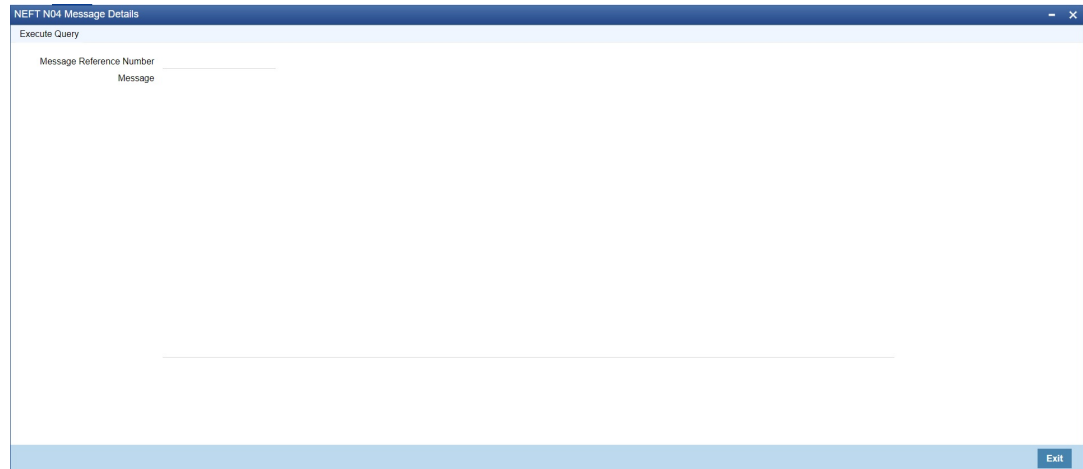 NEFT N04 Message Details
Execute Query
Message Reference Number
Message
Exit